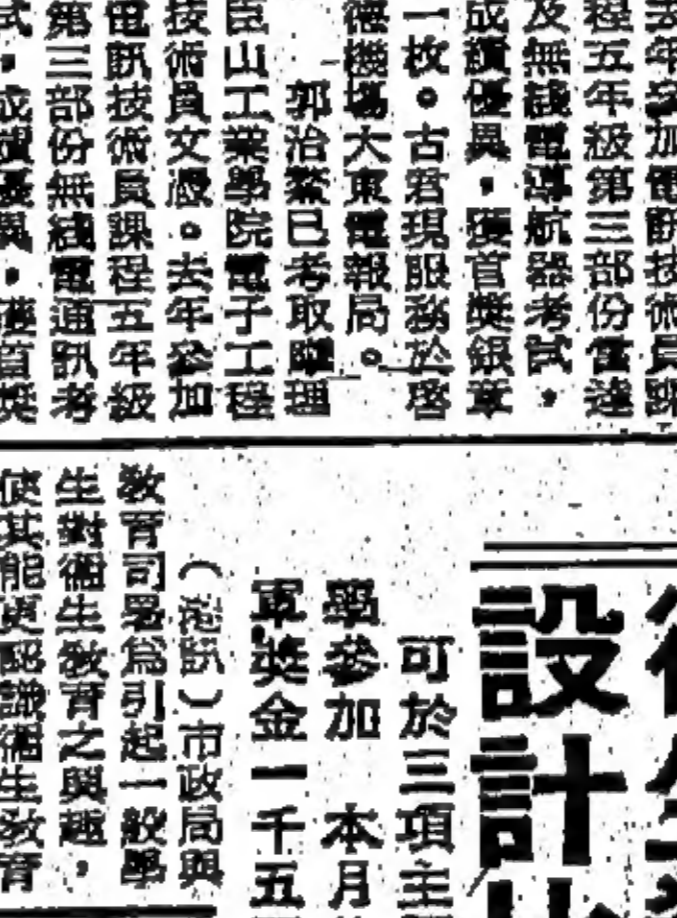 去年參加電訊技術員課
程五年級第三部份雷達
及無綫電導航器考試，
成績優異，獲首獎銀章
一枚。古君現服務於啓
德機塲大東電報局。
郭治
已考取
理
臣山工業學院電子工程
技術員文憑。去年參加
電訊技術員課程五年級
第三部份無綫電通訊考
試，成績優異，獲首獎
設計
可於三項主
學參加 本月
軍獎金一千五
（港訊）市政局與
教育司署爲引起一般學
生對衞生教育之興趣，
使其能更認識衞生教育